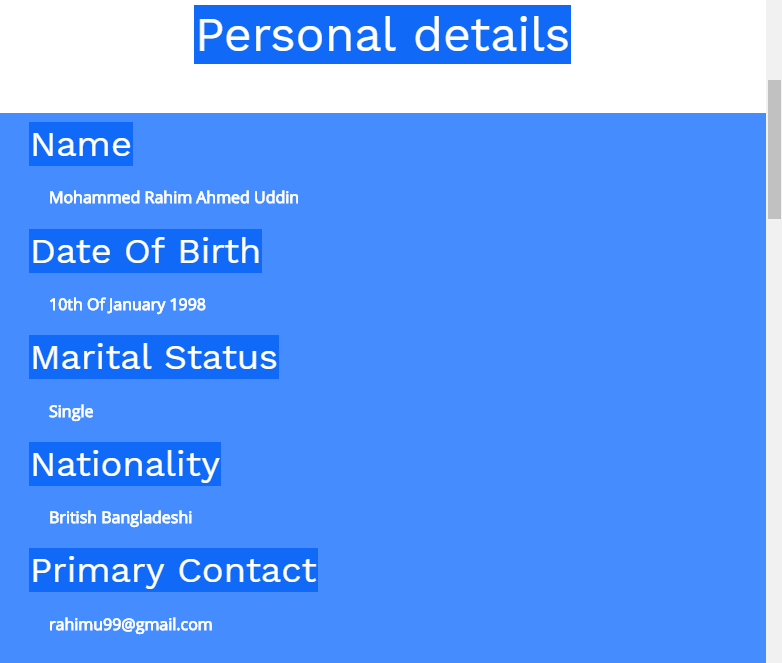 Personal details
Name
Mohammed Rahim Ahmed Uddin
Date Of Birth
10th Of January 1998
Marital Status
Single
Nationality
British Bangladeshi
Primary Contact
rahimu99@gmail.com